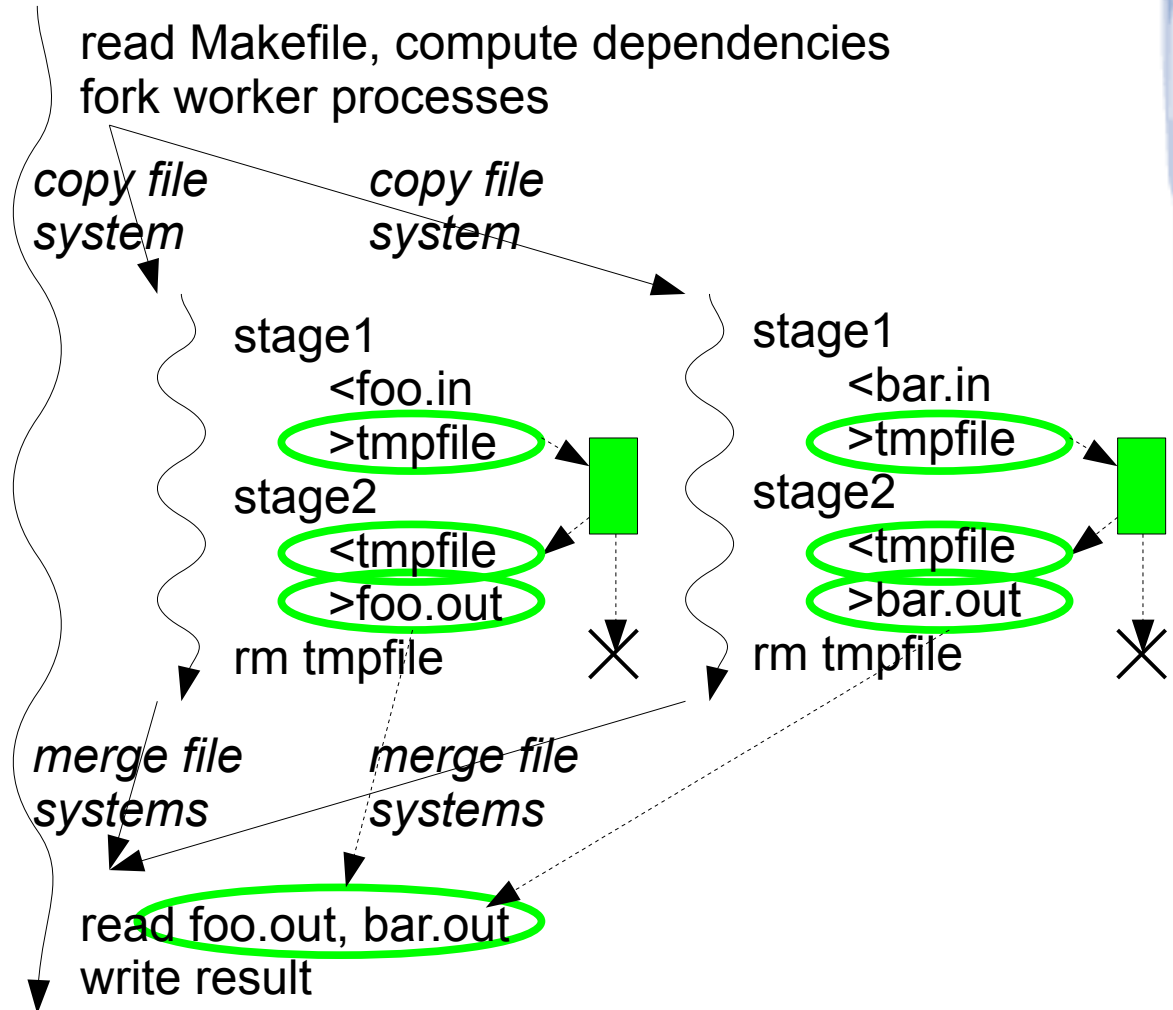 read Makefile, compute dependencies
fork worker processes
copy file
system
copy file
system
stage1
<foo.in
>tmpfile
stage2
<tmpfile
>foo.out
rm tmpfile
stage1
<bar.in
>tmpfile
stage2
<tmpfile
>bar.out
rm tmpfile
merge file
systems
merge file
systems
read foo.out, bar.out
write result